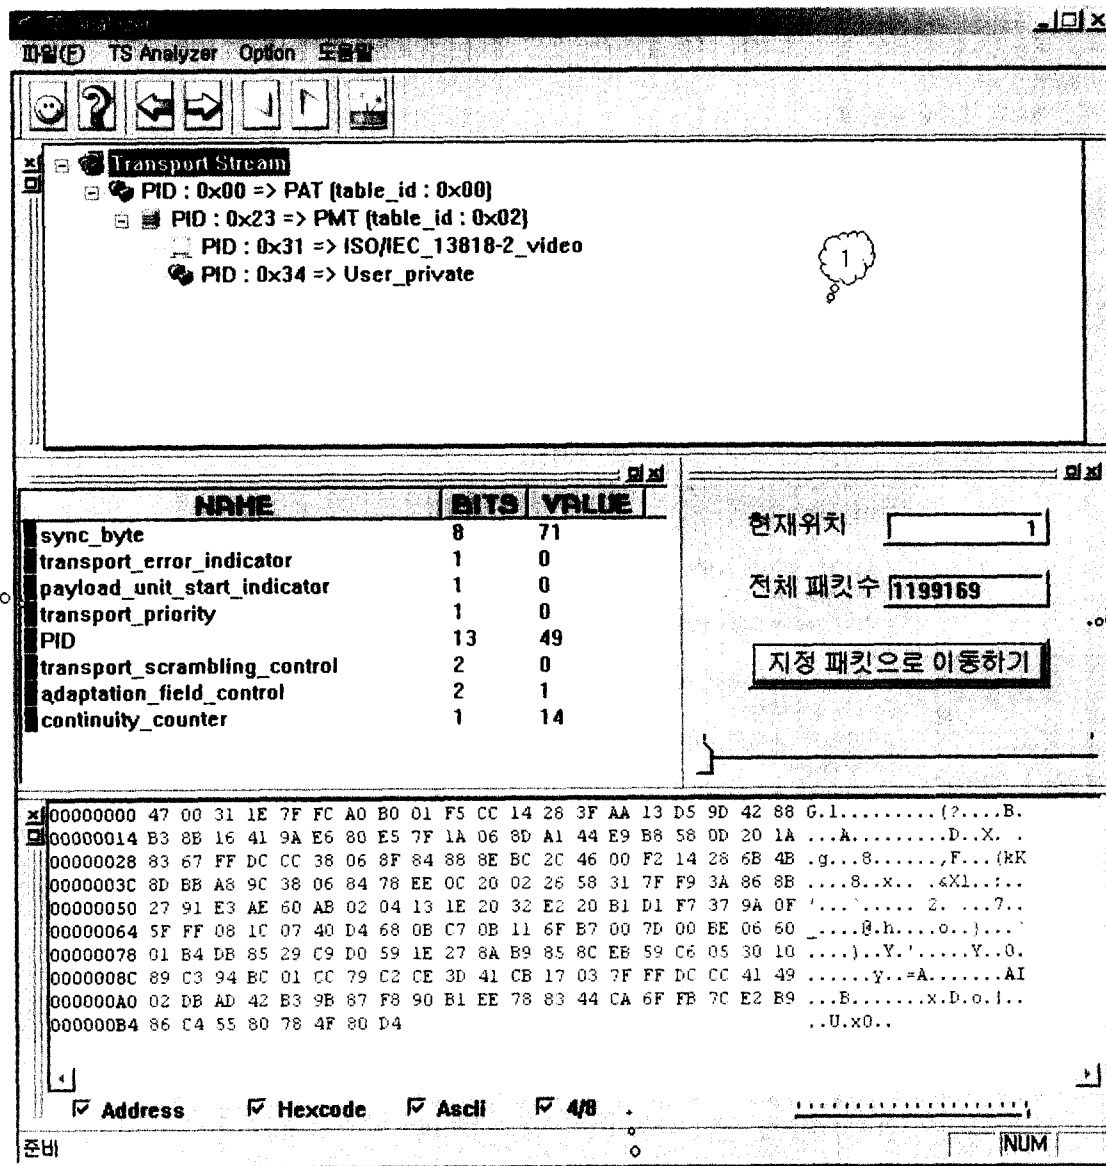 파일(F) TS Analyzer Option 도움말
Transport Stream
PID : 0x00 => PAT (table_id : 0x00)
PID : 0x23 => PMT (table_id : 0x02)
PID : 0x31 => ISO/IEC_13818-2_video
PID : 0x34 => User_private
1
NAME BITS VALUE
sync_byte 8 71
transport_error_indicator 1 0
payload_unit_start_indicator 1 0
transport_priority 1 0
PID 13 49
transport_scrambling_control 2 0
adaptation_field_control 2 1
continuity_counter 1 14
현재위치 1
전체 패킷수 1199169
지정 패킷으로 이동하기
00000000 47 00 31 1E 7F FC A0 B0 01 F5 CC 14 28 3F AA 13 D5 9D 42 88 G.1.........(?....B.
00000014 B3 8B 16 41 9A E6 80 E5 7F 1A 06 8D A1 44 E9 B8 58 0D 20 1A ...A.........D..X. .
00000028 83 67 FF DC CC 38 06 8F 84 88 8E BC 2C 46 00 F2 14 28 6B 4B .g...8......,F...(kK
0000003C 8D BB A8 9C 38 06 84 78 EE 0C 20 02 26 58 31 7F F9 3A 86 8B ....8..x.. .&X1..:..
00000050 27 91 E3 AE 60 AB 02 04 13 1E 20 32 E2 20 B1 D1 F7 37 9A 0F '...`..... 2. ...7..
00000064 5F FF 08 1C 07 40 D4 68 0B C7 0B 11 6F B7 00 7D 00 BE 06 60 _....@.h....o..}...`
00000078 01 B4 DB 85 29 C9 D0 59 1E 27 8A B9 85 8C EB 59 C6 05 30 10 ....)..Y.'.....Y..0.
0000008C 89 C3 94 BC 01 CC 79 C2 CE 3D 41 CB 17 03 7F FF DC CC 41 49 ......y..=A.......AI
000000A0 02 DB AD 42 B3 9B 87 F8 90 B1 EE 78 83 44 CA 6F FB 7C E2 B9 ...B.......x.D.o.|..
000000B4 86 C4 55 80 78 4F 80 D4 ..U.xO..
Address Hexcode Ascii 4/8
준비 NUM